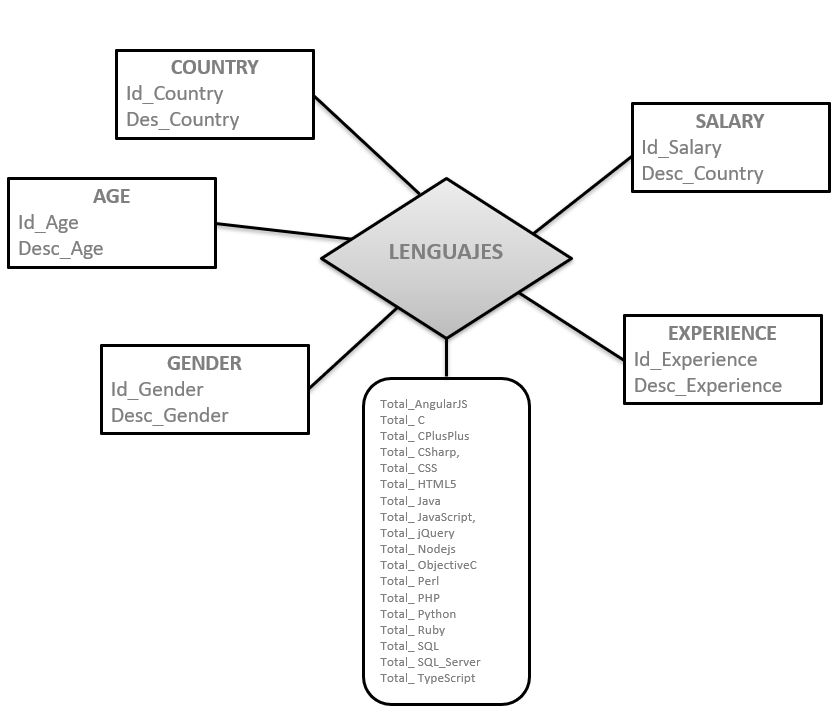 COUNTRY
Id_Country
Des_Country
SALARY
Id_Salary
Desc_Country
AGE
Id_Age
Desc_Age
LENGUAJES
EXPERIENCE
Id_Experience
Desc_Experience
GENDER
Id_Gender
Desc_Gender
Total_AngularJS
Total_ C
Total_ CPlusPlus
Total_ CSharp,
Total_ CSS
Total_ HTML5
Total_ Java
Total_ JavaScript,
Total_ jQuery
Total_ Nodejs
Total_ ObjectiveC
Total_ Perl
Total_ PHP
Total_ Python
Total_ Ruby
Total_ SQL
Total_ SQL_Server
Total_ TypeScript